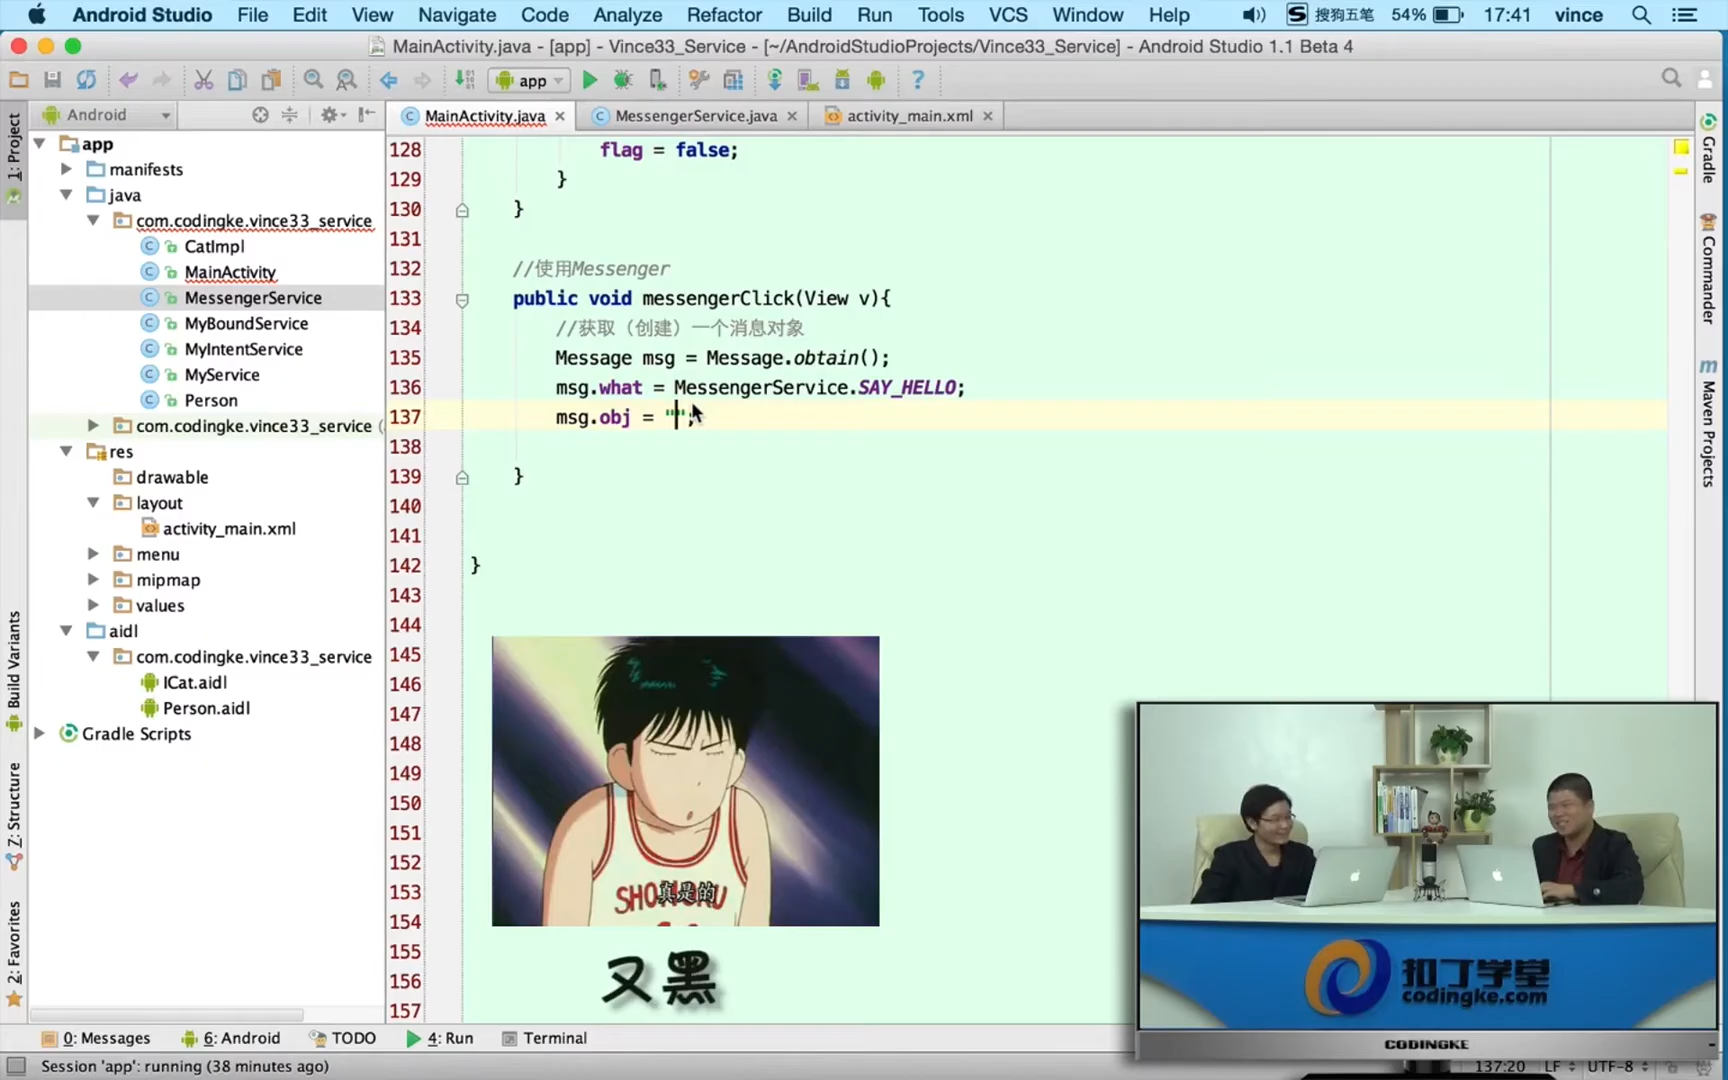 Android Studio File Edit View Navigate Code Analyze Refactor Build Run Tools VCS Window Help 搜狗五笔 54% 17:41 vince
MainActivity.java - [app] - Vince33_Service - [~/AndroidStudioProjects/Vince33_Service] - Android Studio 1.1 Beta 4
app
Android
MainActivity.java
MessengerService.java
activity_main.xml
1: Project
Build Variants
Z: Structure
2: Favorites
app
manifests
java
com.codingke.vince33_service
CatImpl
MainActivity
MessengerService
MyBoundService
MyIntentService
MyService
Person
com.codingke.vince33_service (
res
drawable
layout
activity_main.xml
menu
mipmap
values
aidl
com.codingke.vince33_service
ICat.aidl
Person.aidl
Gradle Scripts
128 flag = false;
129 }
130 }
131
132 //使用Messenger
133 public void messengerClick(View v){
134 //获取（创建）一个消息对象
135 Message msg = Message.obtain();
136 msg.what = MessengerService.SAY_HELLO;
137 msg.obj = "";
138
139 }
140
141
142 }
143
144
145
146
147
148
149
150
151
152
153
154
155
156
157
真是的
又黑
Gradle
Commander
Maven Projects
扣丁学堂
codingke.com
CODINGKE
0: Messages 6: Android TODO 4: Run Terminal
Session 'app': running (38 minutes ago) 137:20 LF UTF-8